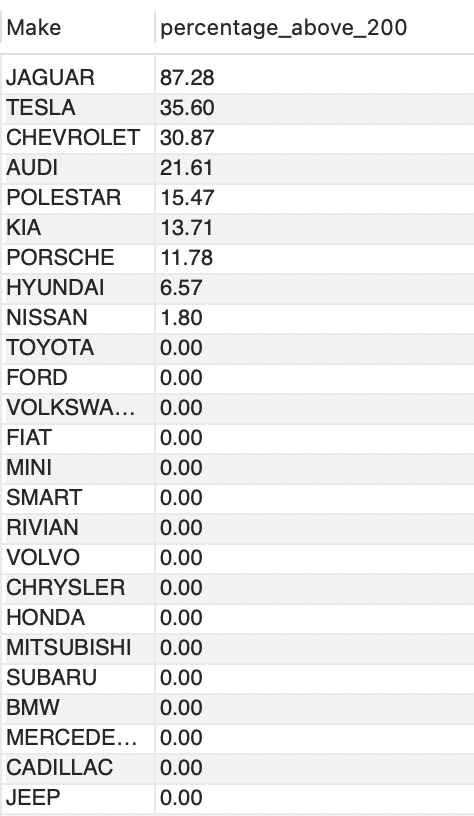 Make percentage_above_200
JAGUAR 87.28
TESLA 35.60
CHEVROLET 30.87
AUDI 21.61
POLESTAR 15.47
KIA 13.71
PORSCHE 11.78
HYUNDAI 6.57
NISSAN 1.80
TOYOTA 0.00
FORD 0.00
VOLKSWA... 0.00
FIAT 0.00
MINI 0.00
SMART 0.00
RIVIAN 0.00
VOLVO 0.00
CHRYSLER 0.00
HONDA 0.00
MITSUBISHI 0.00
SUBARU 0.00
BMW 0.00
MERCEDE... 0.00
CADILLAC 0.00
JEEP 0.00